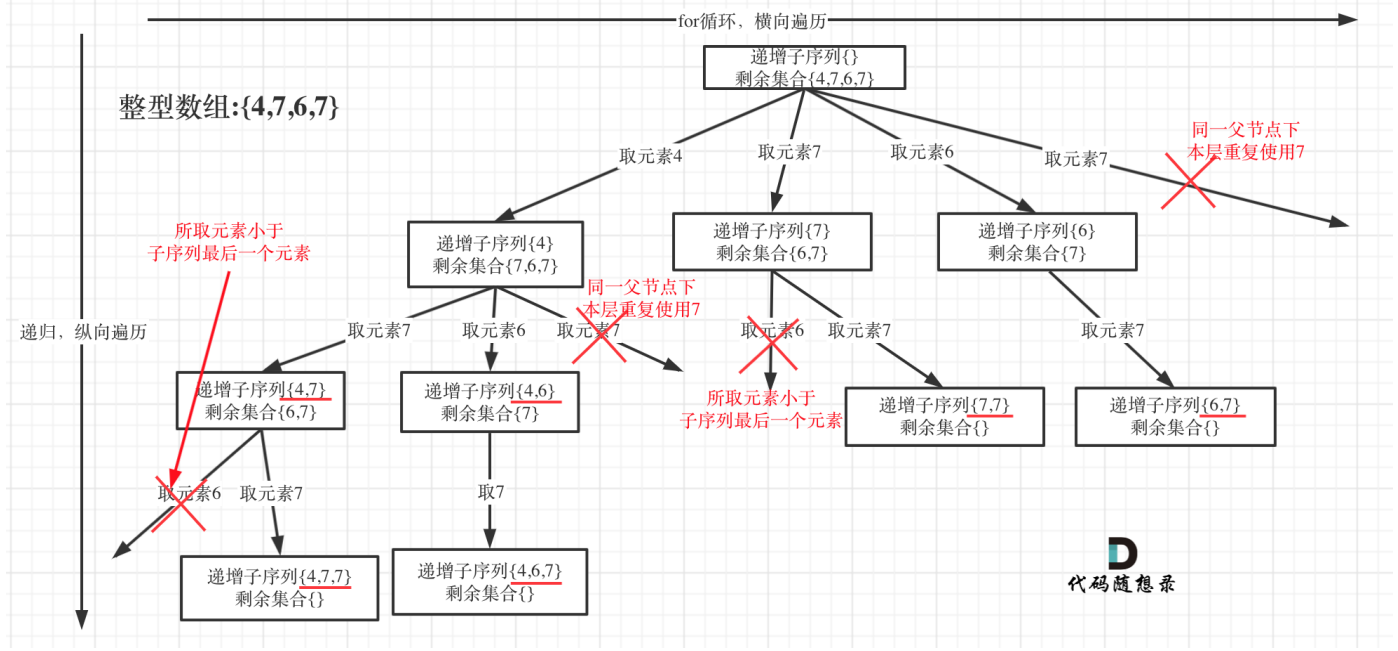 for循环，横向遍历
递增子序列{}
剩余集合{4,7,6,7}
整型数组:{4,7,6,7}
同一父节点下
本层重复使用7
取元素4
取元素7
取元素6
取元素7
所取元素小于
子序列最后一个元素
递增子序列{4}
剩余集合{7,6,7}
递增子序列{7}
剩余集合{6,7}
递增子序列{6}
剩余集合{7}
同一父节点下
本层重复使用7
递归，纵向遍历
取元素7
取元素6
取元素7
取元素6
取元素7
取元素7
递增子序列{4,7}
剩余集合{6,7}
递增子序列{4,6}
剩余集合{7}
所取元素小于
子序列最后一个元素
递增子序列{7,7}
剩余集合{}
递增子序列{6,7}
剩余集合{}
取元素6
取元素7
取7
递增子序列{4,7,7}
剩余集合{}
递增子序列{4,6,7}
剩余集合{}
代码随想录